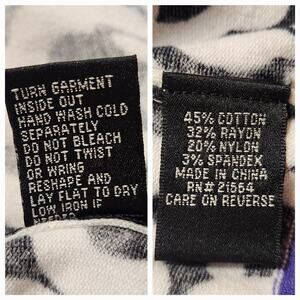 TURN GARMENT
INSIDE OUT
HAND WASH COLD
SEPARATELY
DO NOT BLEACH
DO NOT TWIST
OR WRING
RESHAPE AND
LAY FLAT TO DRY
LOW IRON IF
NEEDED
45% COTTON
32% RAYON
20% NYLON
3% SPANDEX
MADE IN CHINA
RN# 21564
CARE ON REVERSE